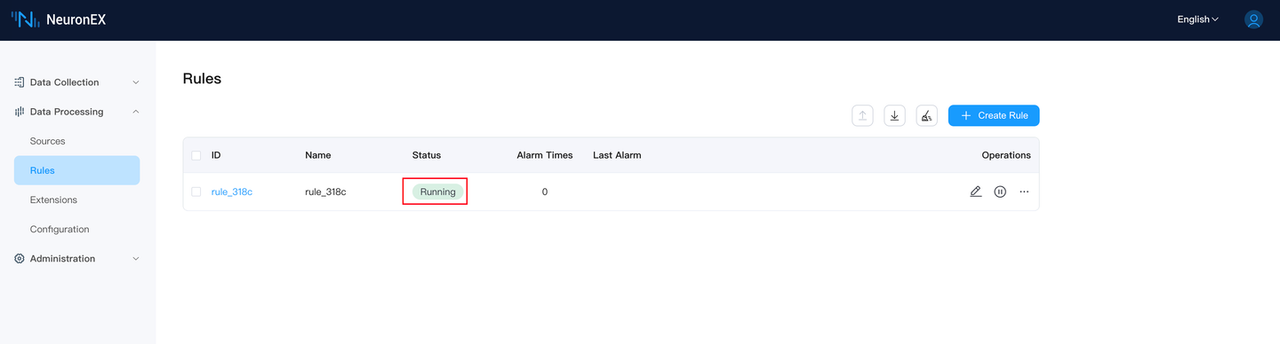 NeuronEX
English
Data Collection
Data Processing
Sources
Rules
Extensions
Configuration
Administration
Rules
Create Rule
ID Name Status Alarm Times Last Alarm Operations
rule_318c rule_318c Running 0